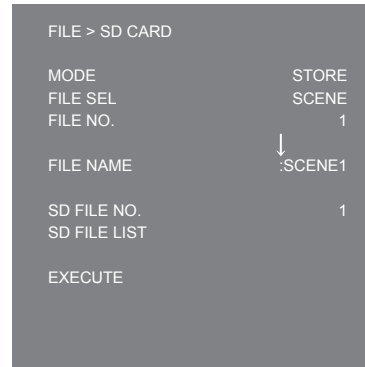 FILE > SD CARD
MODE STORE
FILE SEL SCENE
FILE NO. 1
↓
FILE NAME :SCENE1
SD FILE NO. 1
SD FILE LIST
EXECUTE